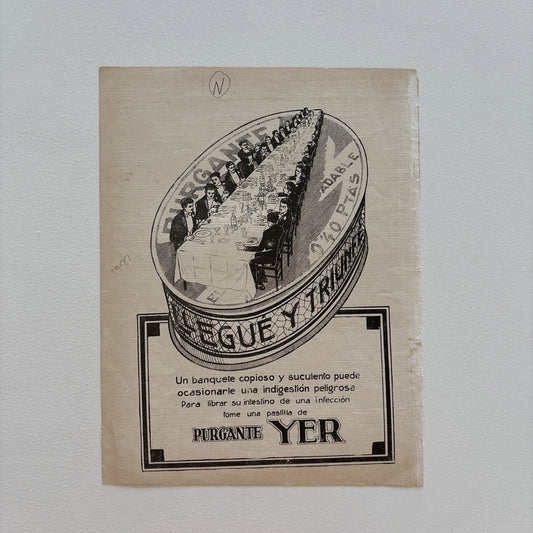 N
PURGANTE
ADABLE
0'40 PTAS
LLEGUÉ Y TRIUNFÉ
Un banquete copioso y suculento puede
ocasionarle una indigestión peligrosa
Para librar su intestino de una infección
tome una pastilla de
PURGANTE YER